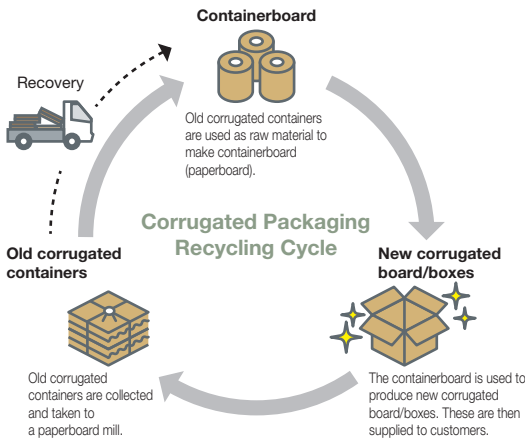 Containerboard
Recovery
Old corrugated containers
are used as raw material to
make containerboard
(paperboard).
Corrugated Packaging
Recycling Cycle
Old corrugated
containers
New corrugated
board/boxes
Old corrugated
containers are collected
and taken to
a paperboard mill.
The containerboard is used to
produce new corrugated
board/boxes. These are then
supplied to customers.